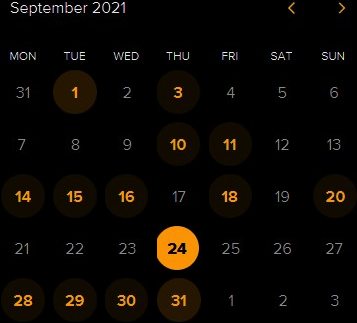 September 2021
MON TUE WED THU FRI SAT SUN
31 1 2 3 4 5 6
7 8 9 10 11 12 13
14 15 16 17 18 19 20
21 22 23 24 25 26 27
28 29 30 31 1 2 3